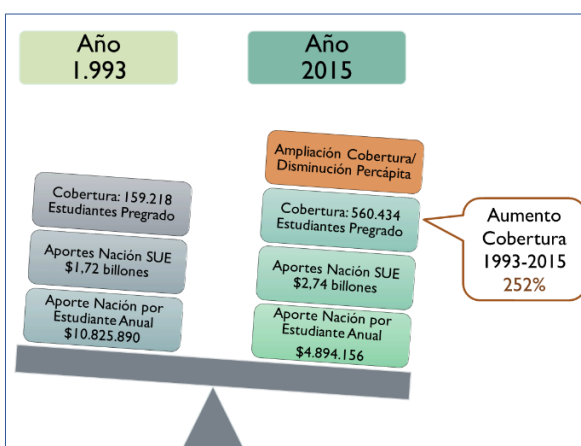 Año
1.993
Año
2015
Cobertura: 159.218
Estudiantes Pregrado
Aportes Nación SUE
$1,72 billones
Aporte Nación por
Estudiante Anual
$10.825.890
Ampliación Cobertura/
Disminución Percápita
Cobertura: 560.434
Estudiantes Pregrado
Aportes Nación SUE
$2,74 billones
Aporte Nación por
Estudiante Anual
$4.894.156
Aumento
Cobertura
1993-2015
252%